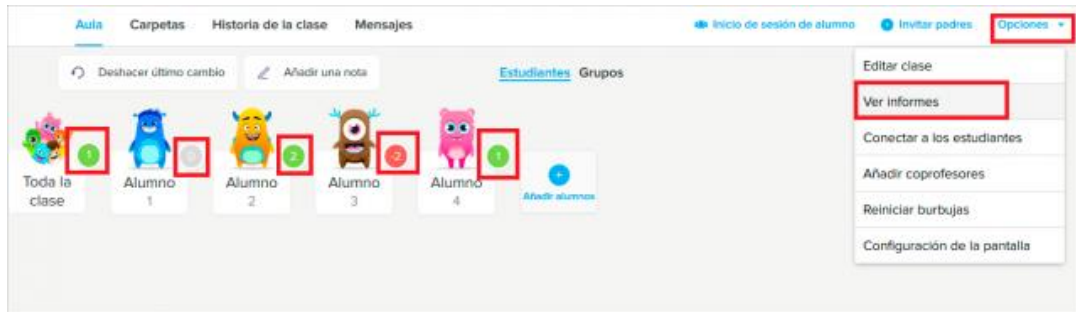 Aula Carpetas Historia de la clase Mensajes Inicio de sesión de alumno Invitar padres Opciones
Deshacer último cambio Añadir una nota Estudiantes Grupos
Editar clase
Ver informes
Conectar a los estudiantes
Añadir coprofesores
Reiniciar burbujas
Configuración de la pantalla
1 0 2 -2 1
Toda la clase
Alumno 1
Alumno 2
Alumno 3
Alumno 4
Añadir alumnos